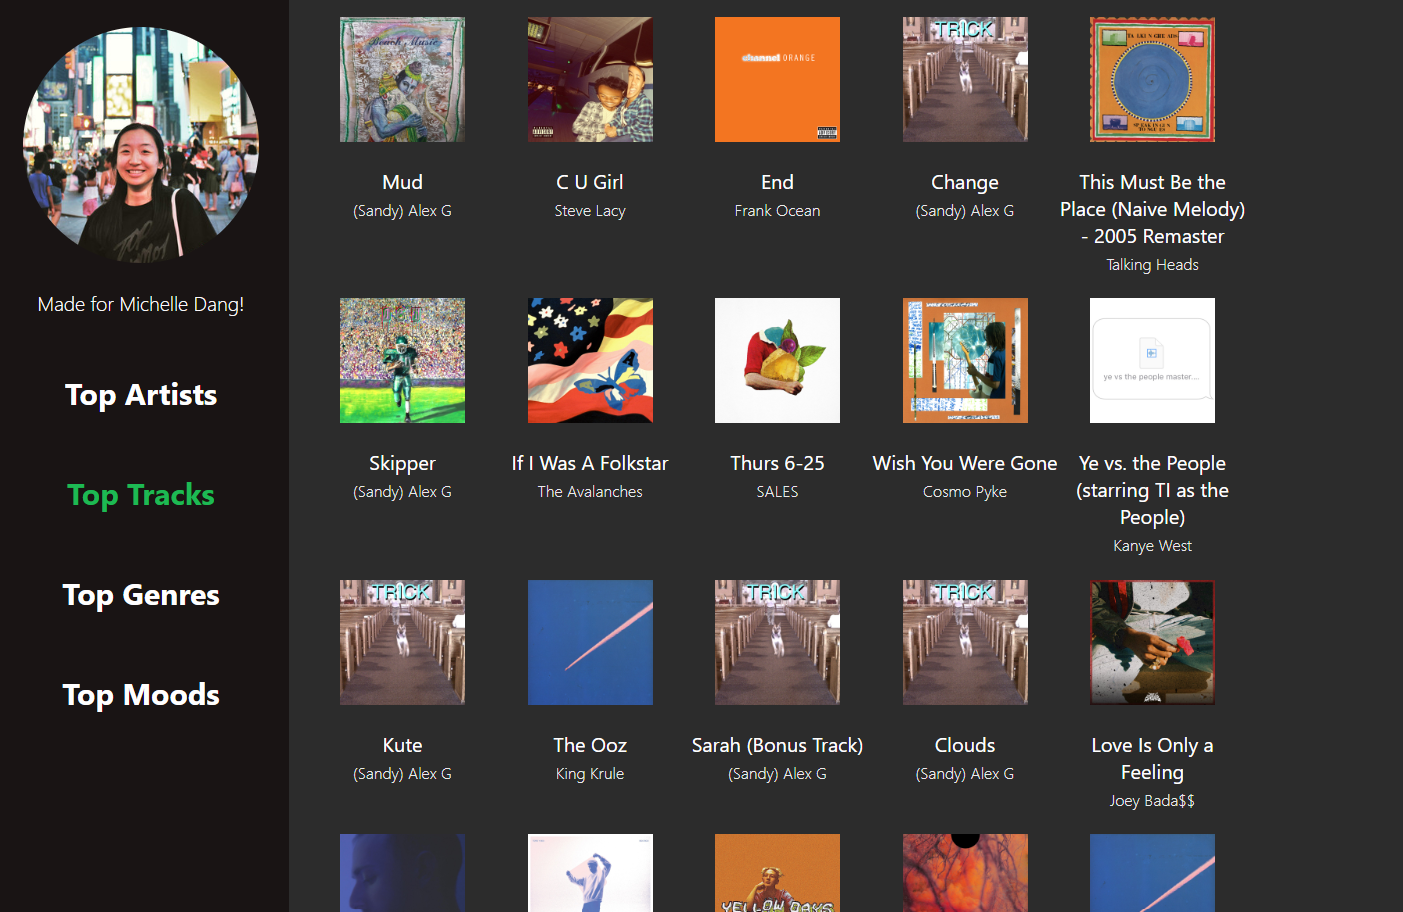 Made for Michelle Dang!
Top Artists
Top Tracks
Top Genres
Top Moods
Beach Music
channel ORANGE
TRICK
TALKING HEADS
SPEAKING IN
TONGUES
Mud
(Sandy) Alex G
C U Girl
Steve Lacy
End
Frank Ocean
Change
(Sandy) Alex G
This Must Be the
Place (Naive Melody)
- 2005 Remaster
Talking Heads
ye vs the people master....
Skipper
(Sandy) Alex G
If I Was A Folkstar
The Avalanches
Thurs 6-25
SALES
Wish You Were Gone
Cosmo Pyke
Ye vs. the People
(starring TI as the
People)
Kanye West
TRICK
TRICK
TRICK
Kute
(Sandy) Alex G
The Ooz
King Krule
Sarah (Bonus Track)
(Sandy) Alex G
Clouds
(Sandy) Alex G
Love Is Only a
Feeling
Joey Bada$$
YELLOW DAYS